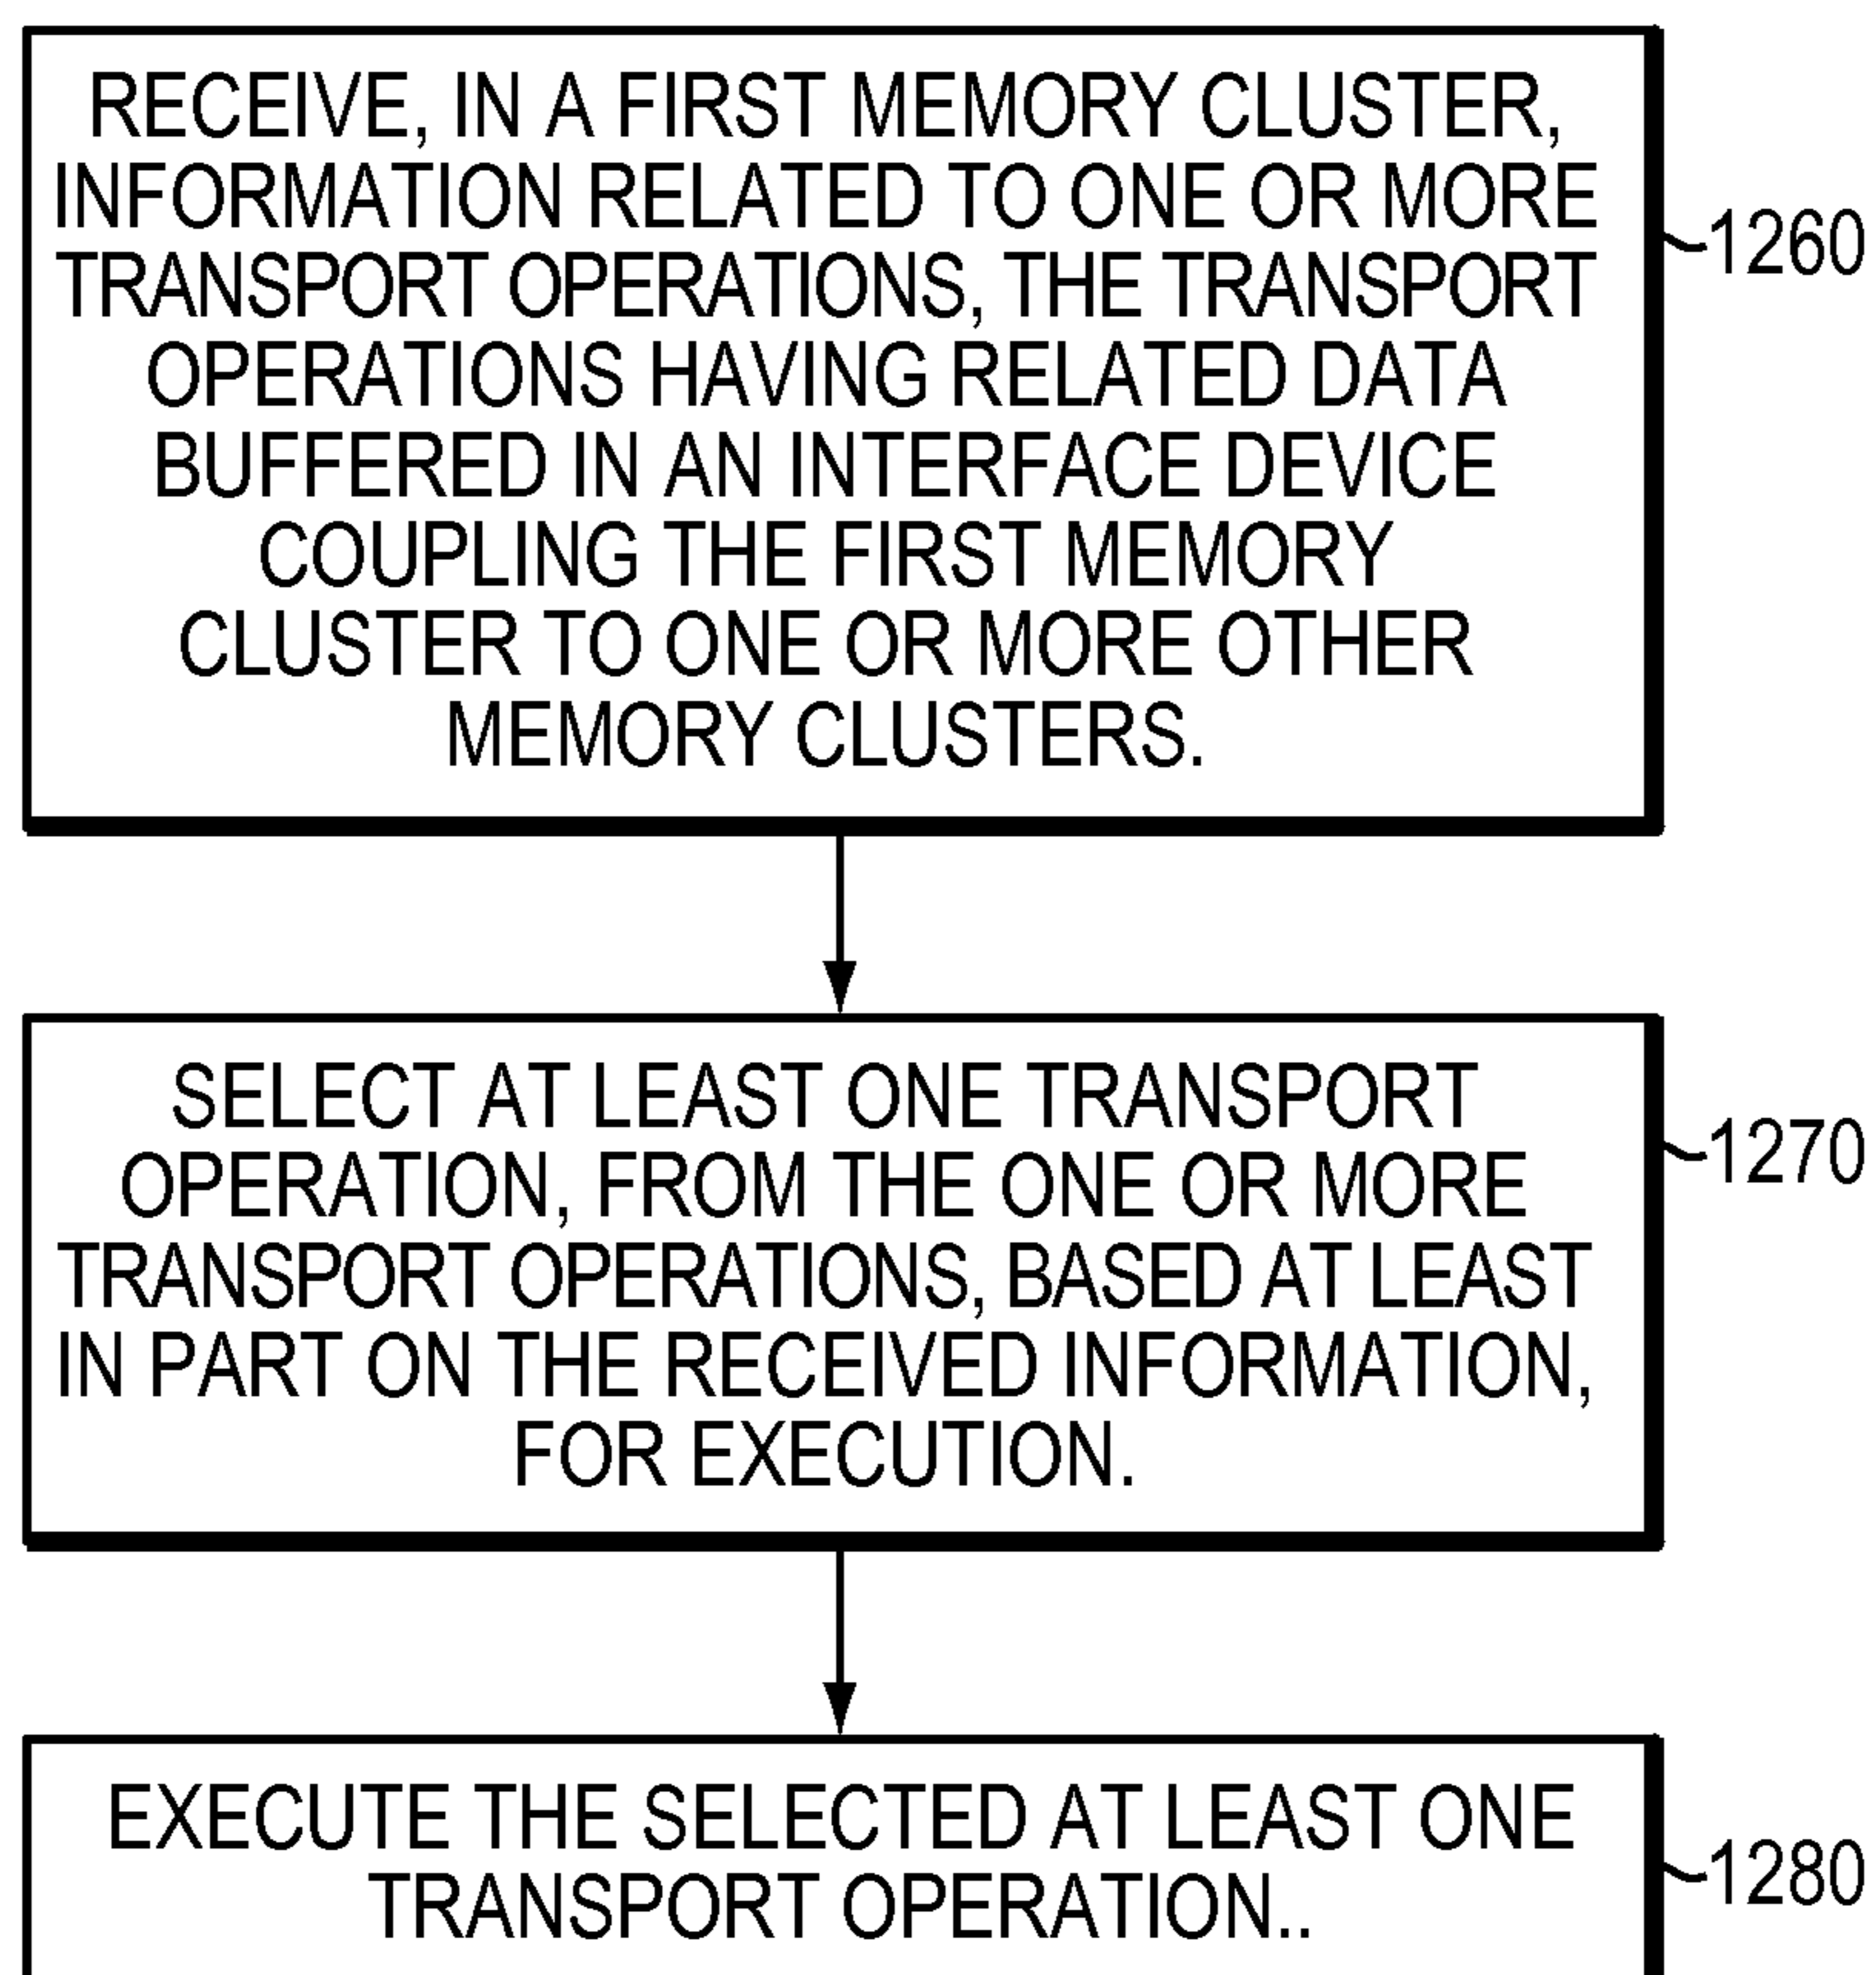 RECEIVE, IN A FIRST MEMORY CLUSTER,
INFORMATION RELATED TO ONE OR MORE
TRANSPORT OPERATIONS, THE TRANSPORT
OPERATIONS HAVING RELATED DATA
BUFFERED IN AN INTERFACE DEVICE
COUPLING THE FIRST MEMORY
CLUSTER TO ONE OR MORE OTHER
MEMORY CLUSTERS.
1260
SELECT AT LEAST ONE TRANSPORT
OPERATION, FROM THE ONE OR MORE
TRANSPORT OPERATIONS, BASED AT LEAST
IN PART ON THE RECEIVED INFORMATION,
FOR EXECUTION.
1270
EXECUTE THE SELECTED AT LEAST ONE
TRANSPORT OPERATION..
1280